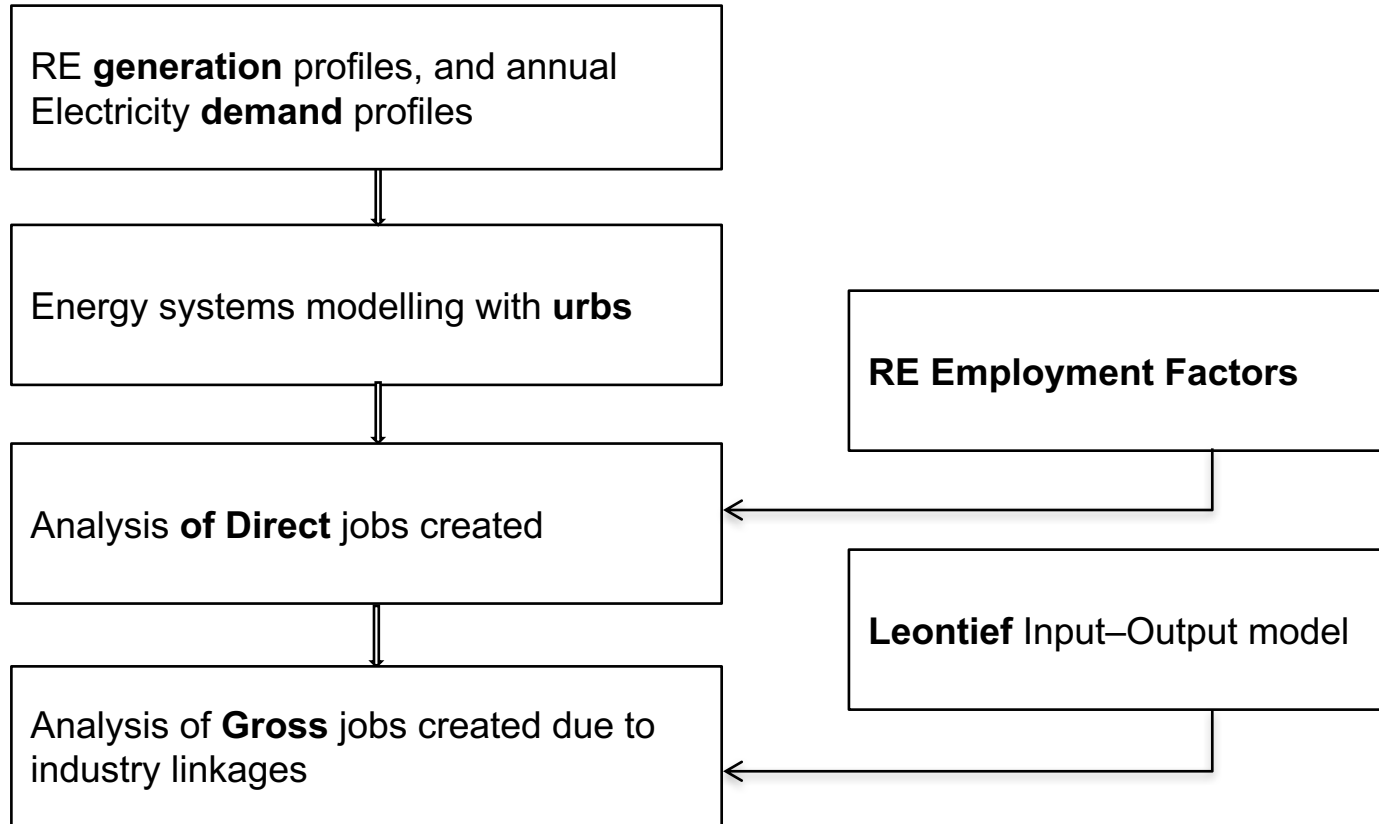 RE generation profiles, and annual
Electricity demand profiles
Energy systems modelling with urbs
RE Employment Factors
Analysis of Direct jobs created
Leontief Input–Output model
Analysis of Gross jobs created due to
industry linkages